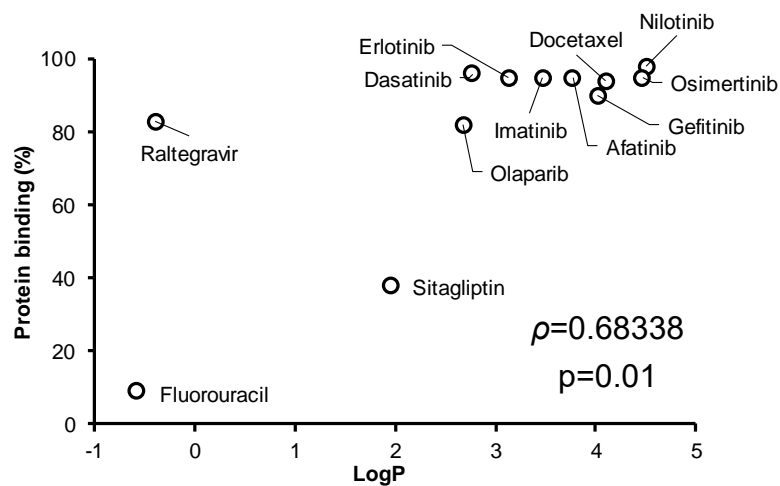 Nilotinib
Erlotinib
Docetaxel
Dasatinib
Osimertinib
Imatinib
Gefitinib
Afatinib
Raltegravir
Olaparib
Sitagliptin
Fluorouracil
ρ=0.68338
p=0.01
Protein binding (%)
100
80
60
40
20
0
-1 0 1 2 3 4 5
LogP